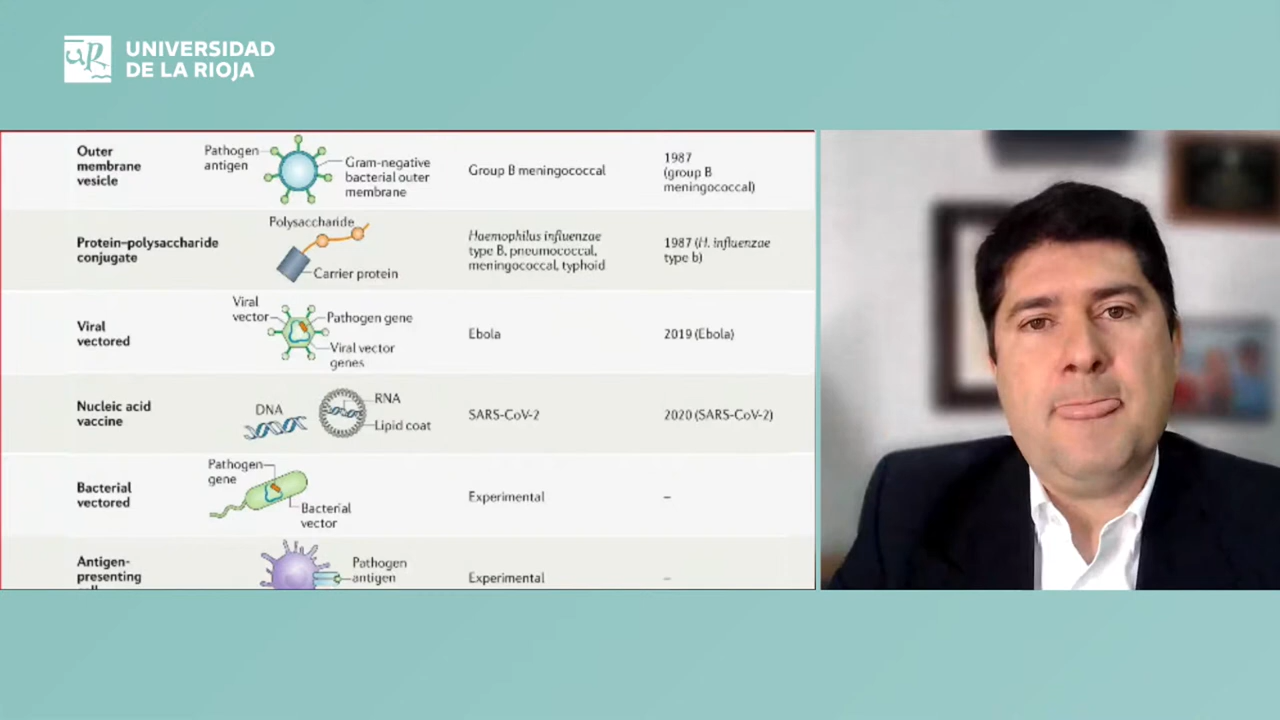 UNIVERSIDAD
DE LA RIOJA
Outer
membrane
vesicle
Pathogen
antigen
Gram-negative
bacterial outer
membrane
Group B meningococcal
1987
(group B
meningococcal)
Protein–polysaccharide
conjugate
Polysaccharide
Carrier protein
Haemophilus influenzae
type B, pneumococcal,
meningococcal, typhoid
1987 (H. influenzae
type b)
Viral
vectored
Viral
vector
Pathogen gene
Viral vector
genes
Ebola
2019 (Ebola)
Nucleic acid
vaccine
DNA
RNA
Lipid coat
SARS-CoV-2
2020 (SARS-CoV-2)
Bacterial
vectored
Pathogen
gene
Bacterial
vector
Experimental
–
Antigen-
presenting
cell
Pathogen
antigen
Experimental
–